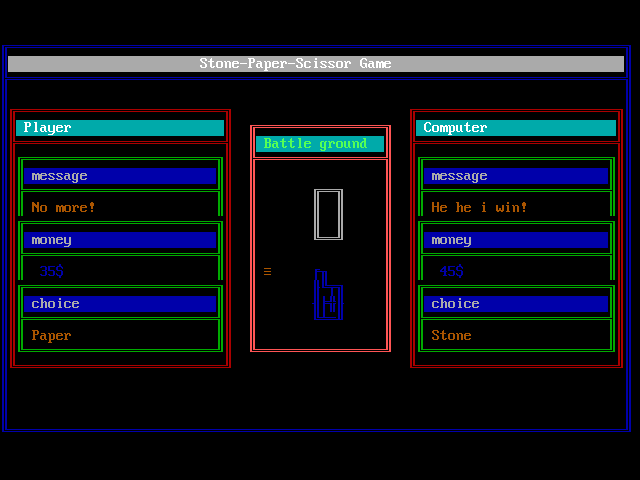 Stone-Paper-Scissor Game
Player
message
No more!
money
35$
choice
Paper
Battle ground
≡
Computer
message
He he i win!
money
45$
choice
Stone